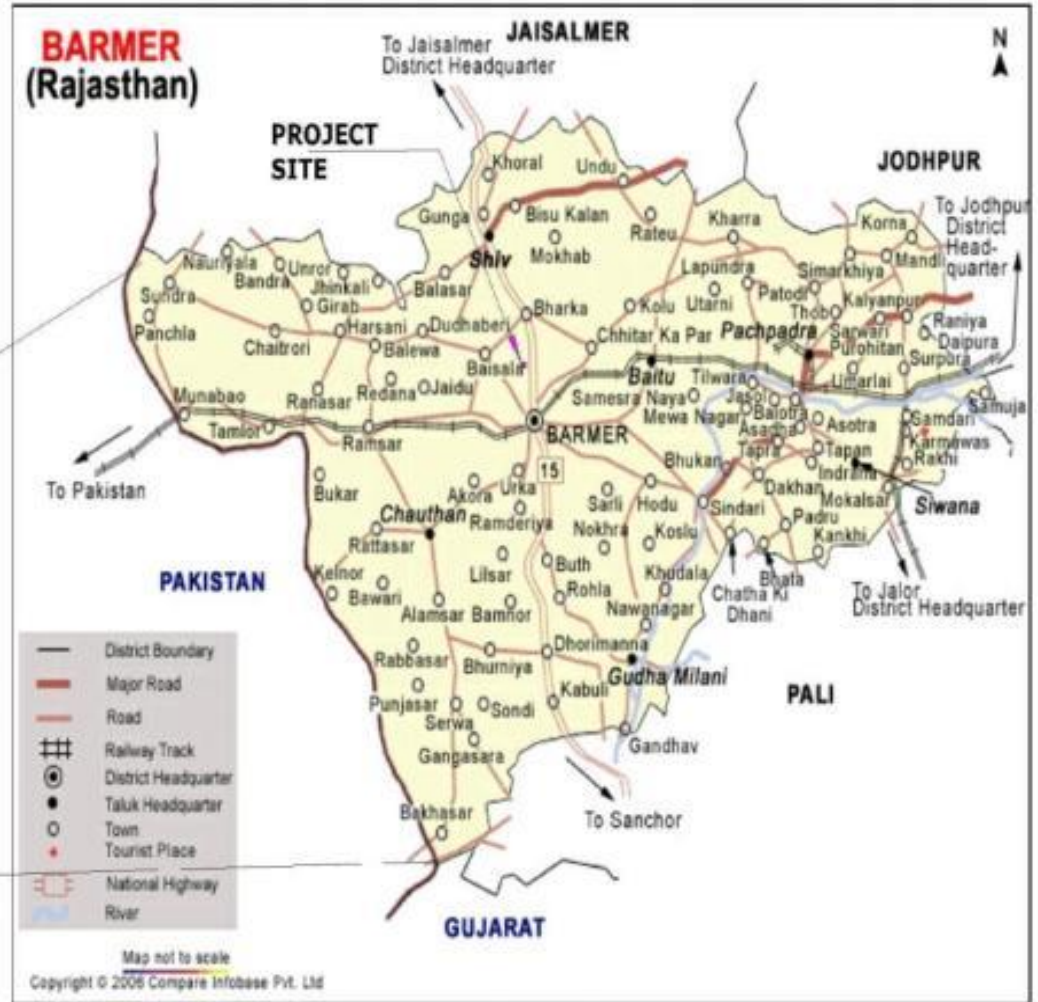 BARMER
(Rajasthan)
JAISALMER
To Jaisalmer
District Headquarter
N
PROJECT
SITE
JODHPUR
To Jodhpur
District
Head-
quarter
Khoral
Undu
Gunga
Bisu Kalan
Rateu
Kharra
Korna
Shiv
Mokhab
Nauriyala
Unror
Bandra
Jhinkali
Balasar
Lapundra
Simarkhiya
Mandli
Sundra
Girab
Bharka
Kolu
Utarni
Patodi
Kalyanpur
Panchla
Harsani
Dudhaberi
Thob
Raniya
Chaitrori
Balewa
Chhitar Ka Par
Pachpadra
Sarwari
Daipura
Purohitan
Baisala
Surpura
Redana
Jaidu
Baitu
Tilwara
Umarlai
Ranasar
Samesra
Naya
Jasol
Samuja
Munabao
Mewa Nagar
Balotra
Samdari
Tamlor
Ramsar
BARMER
Asadha
Asotra
Karmawas
To Pakistan
Bhukan
Tapra
Tapan
Rakhi
Bukar
Akora
Urka
15
Indrana
Sarli
Hodu
Dakhan
Mokalsar
Siwana
Chauthan
Ramderiya
Sindari
Rattasar
Nokhra
Koslu
Padru
Kankhi
PAKISTAN
Kelnor
Lilsar
Buth
Khudala
Bhata
Bawari
Chatha Ki
Dhani
To Jalor
District Headquarter
Alamsar
Bamnor
Rohla
Nawanagar
Rabbasar
Bhurniya
Dhorimanna
Gudha Milani
PALI
Punjasar
Sondi
Kabuli
Serwa
Gangasara
Gandhav
Bakhasar
To Sanchor
GUJARAT
District Boundary
Major Road
Road
Railway Track
District Headquarter
Taluk Headquarter
Town
Tourist Place
National Highway
River
Map not to scale
Copyright © 2006 Compare Infobase Pvt. Ltd